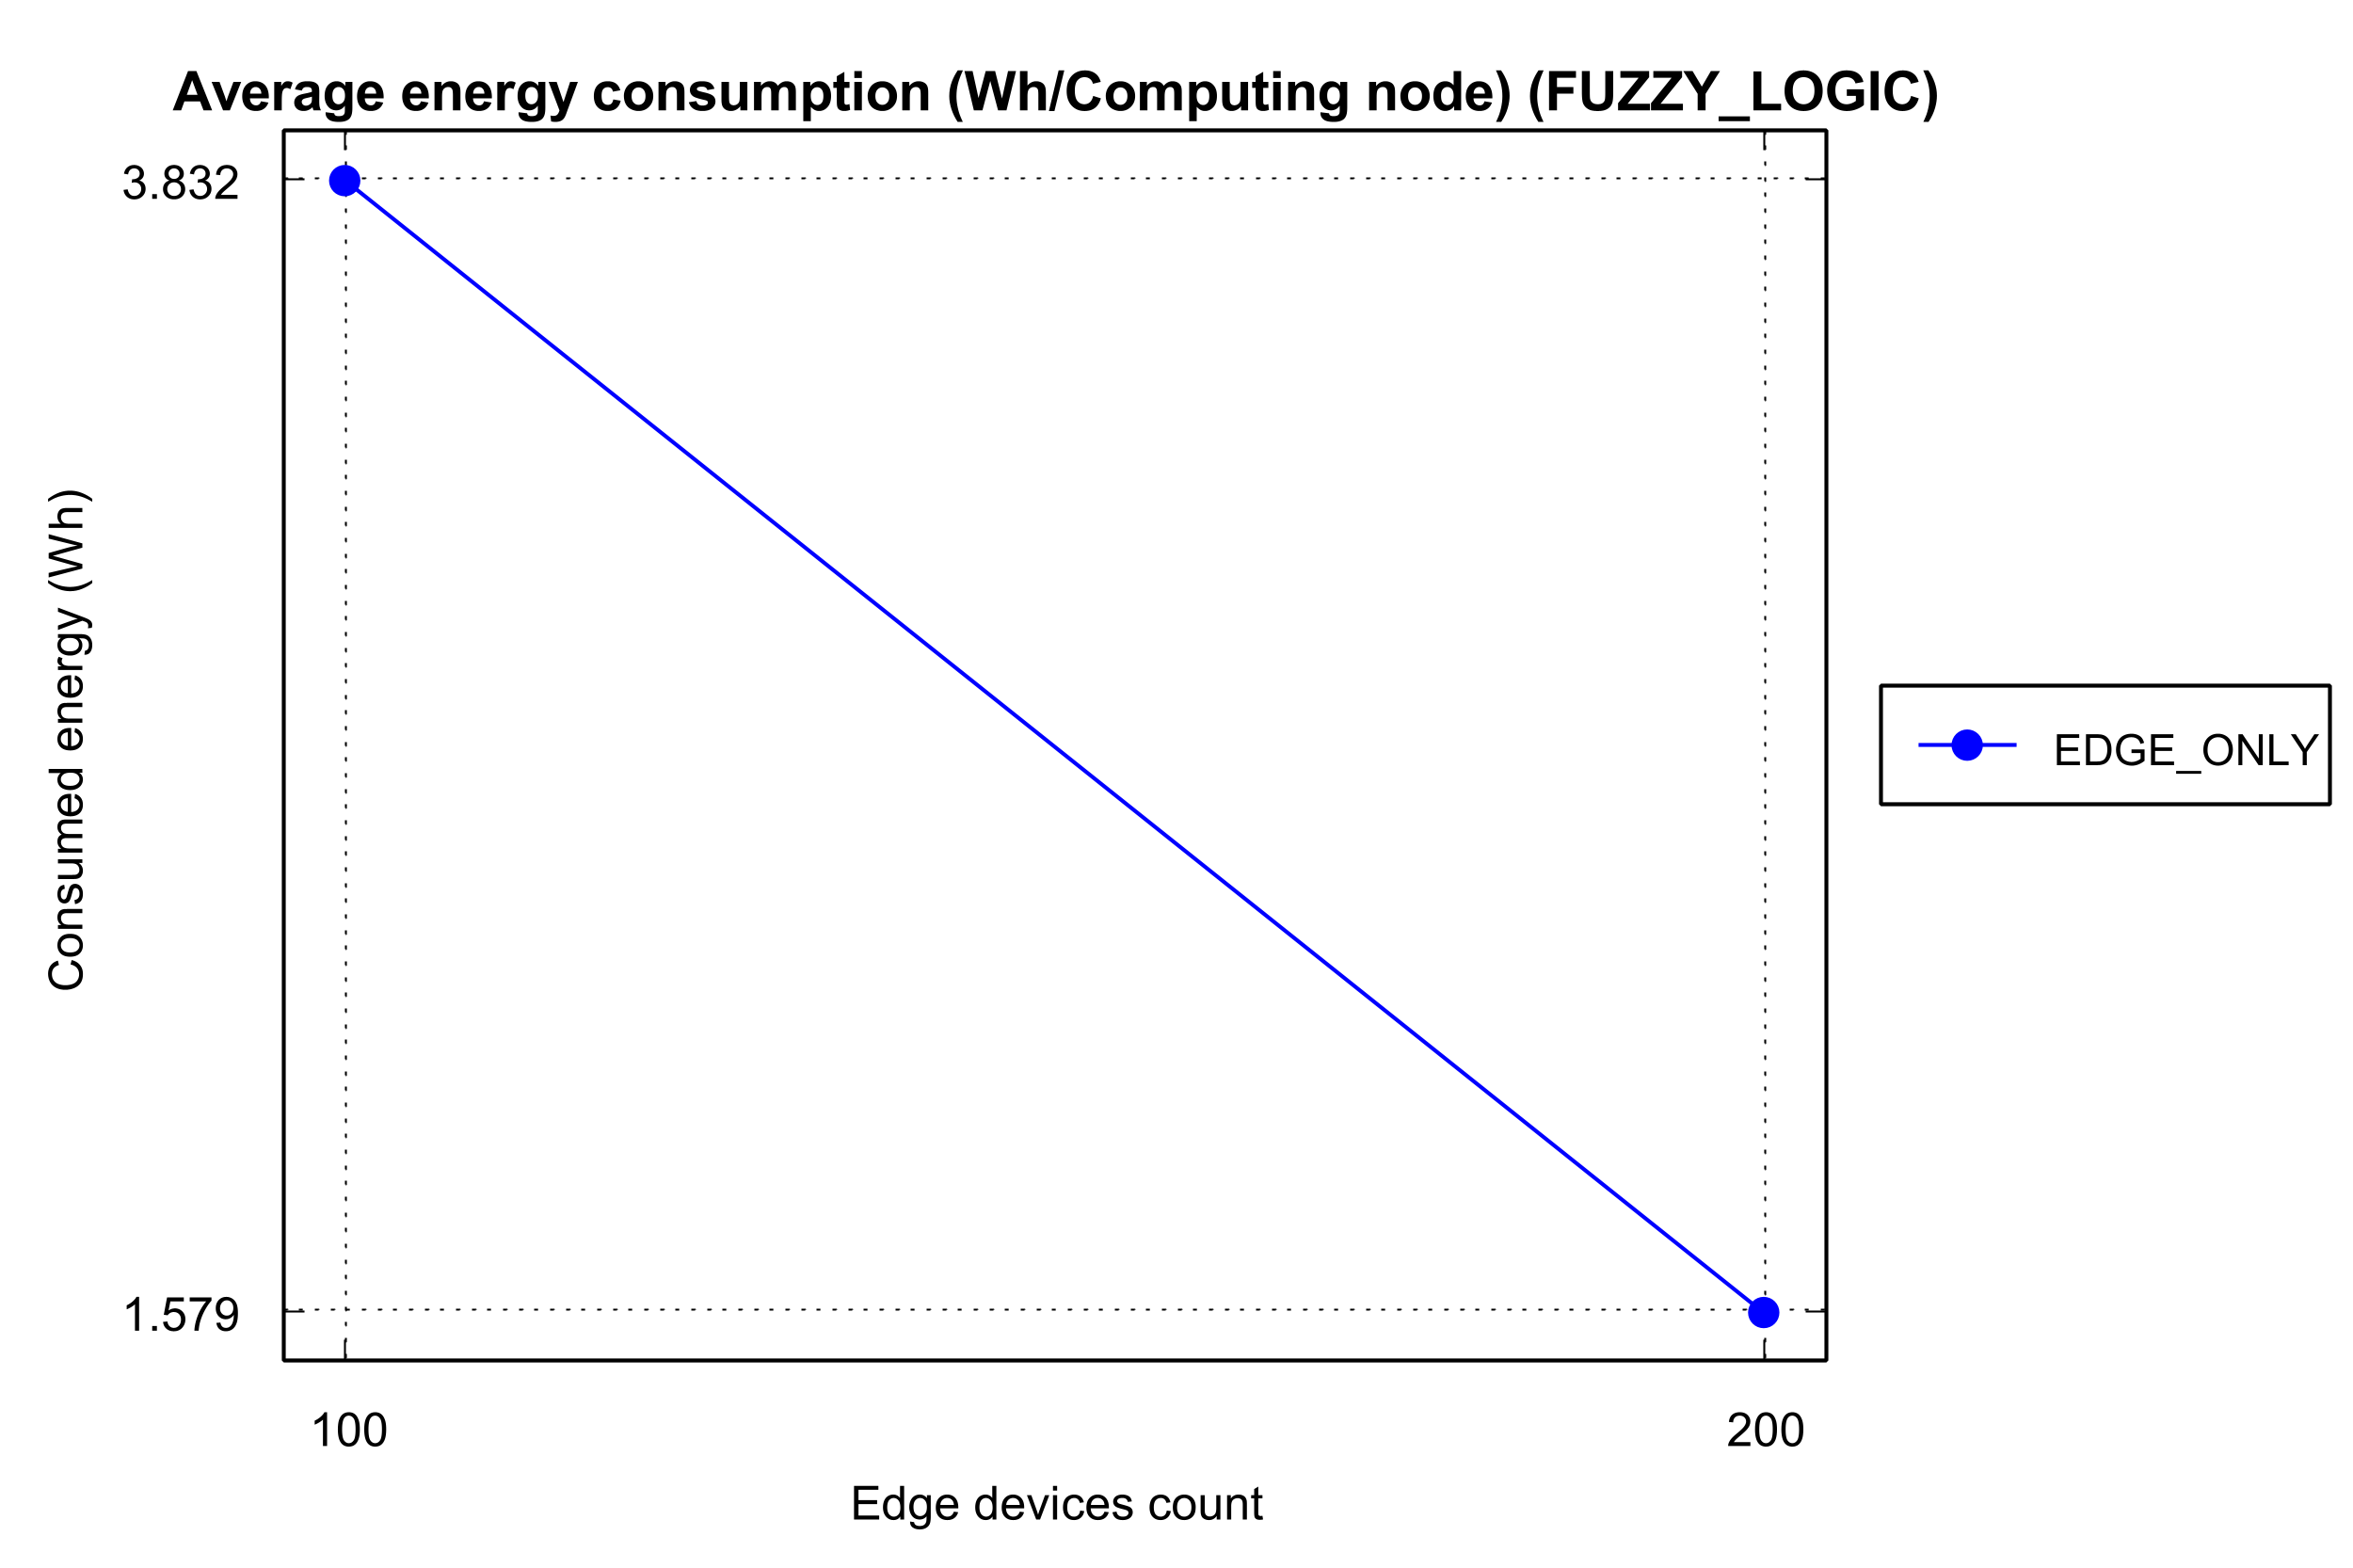 Average energy consumption (Wh/Computing node) (FUZZY_LOGIC)
3.832
Consumed energy (Wh)
EDGE_ONLY
1.579
100 200
Edge devices count